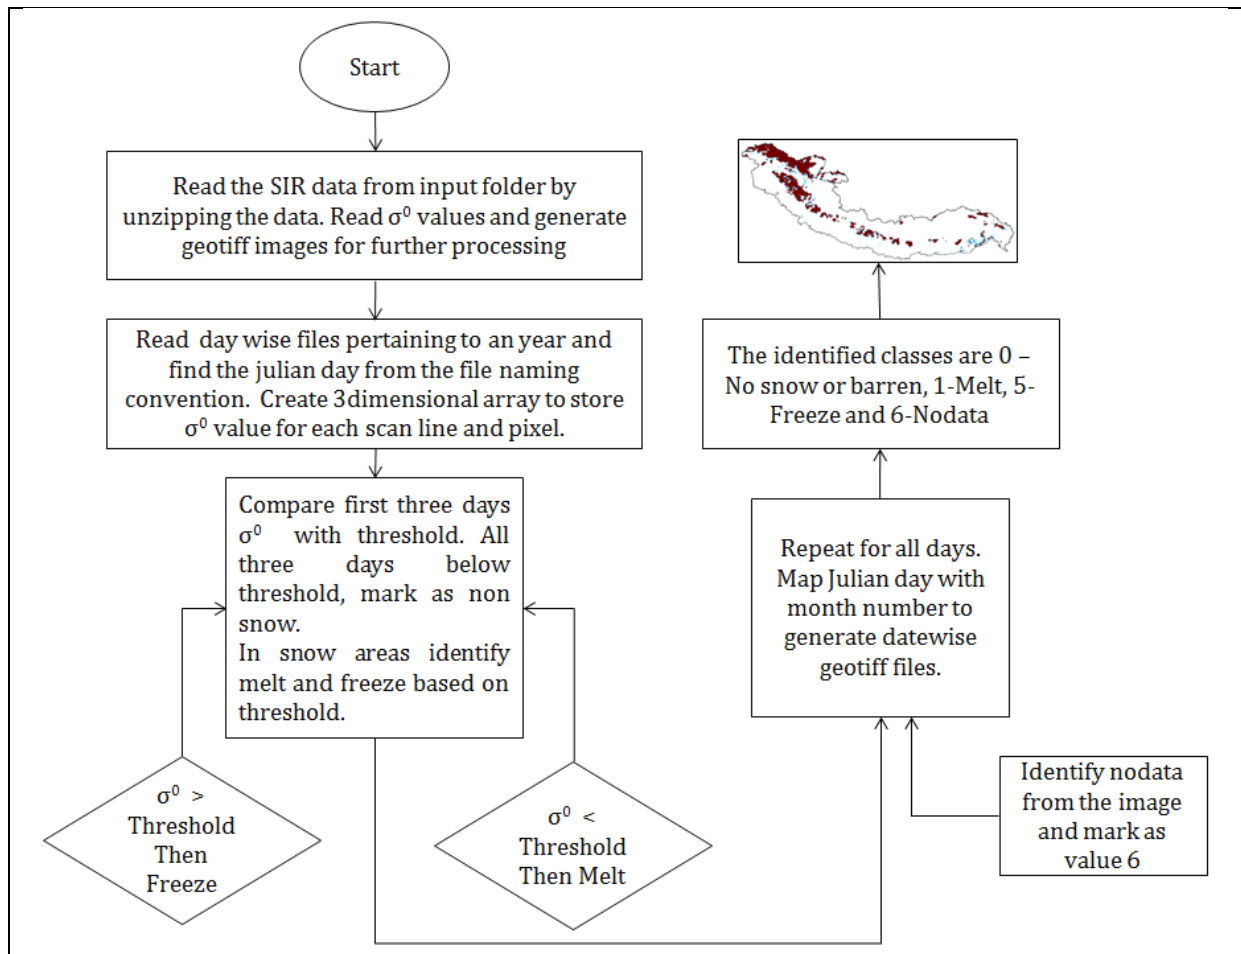 Start
Read the SIR data from input folder by
unzipping the data. Read σ⁰ values and generate
geotiff images for further processing
Read day wise files pertaining to an year and
find the julian day from the file naming
convention. Create 3dimensional array to store
σ⁰ value for each scan line and pixel.
Compare first three days
σ⁰ with threshold. All
three days below
threshold, mark as non
snow.
In snow areas identify
melt and freeze based on
threshold.
σ⁰ >
Threshold
Then
Freeze
σ⁰ <
Threshold
Then Melt
The identified classes are 0 –
No snow or barren, 1-Melt, 5-
Freeze and 6-Nodata
Repeat for all days.
Map Julian day with
month number to
generate datewise
geotiff files.
Identify nodata
from the image
and mark as
value 6